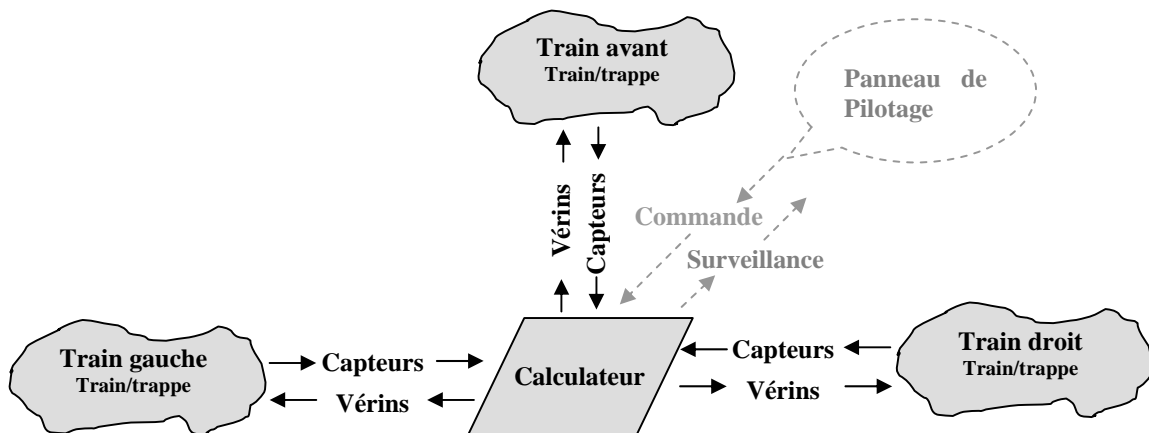 Train avant
Train/trappe
Panneau de
Pilotage
Vérins
Capteurs
Commande
Surveillance
Train gauche
Train/trappe
Capteurs
Vérins
Calculateur
Capteurs
Vérins
Train droit
Train/trappe